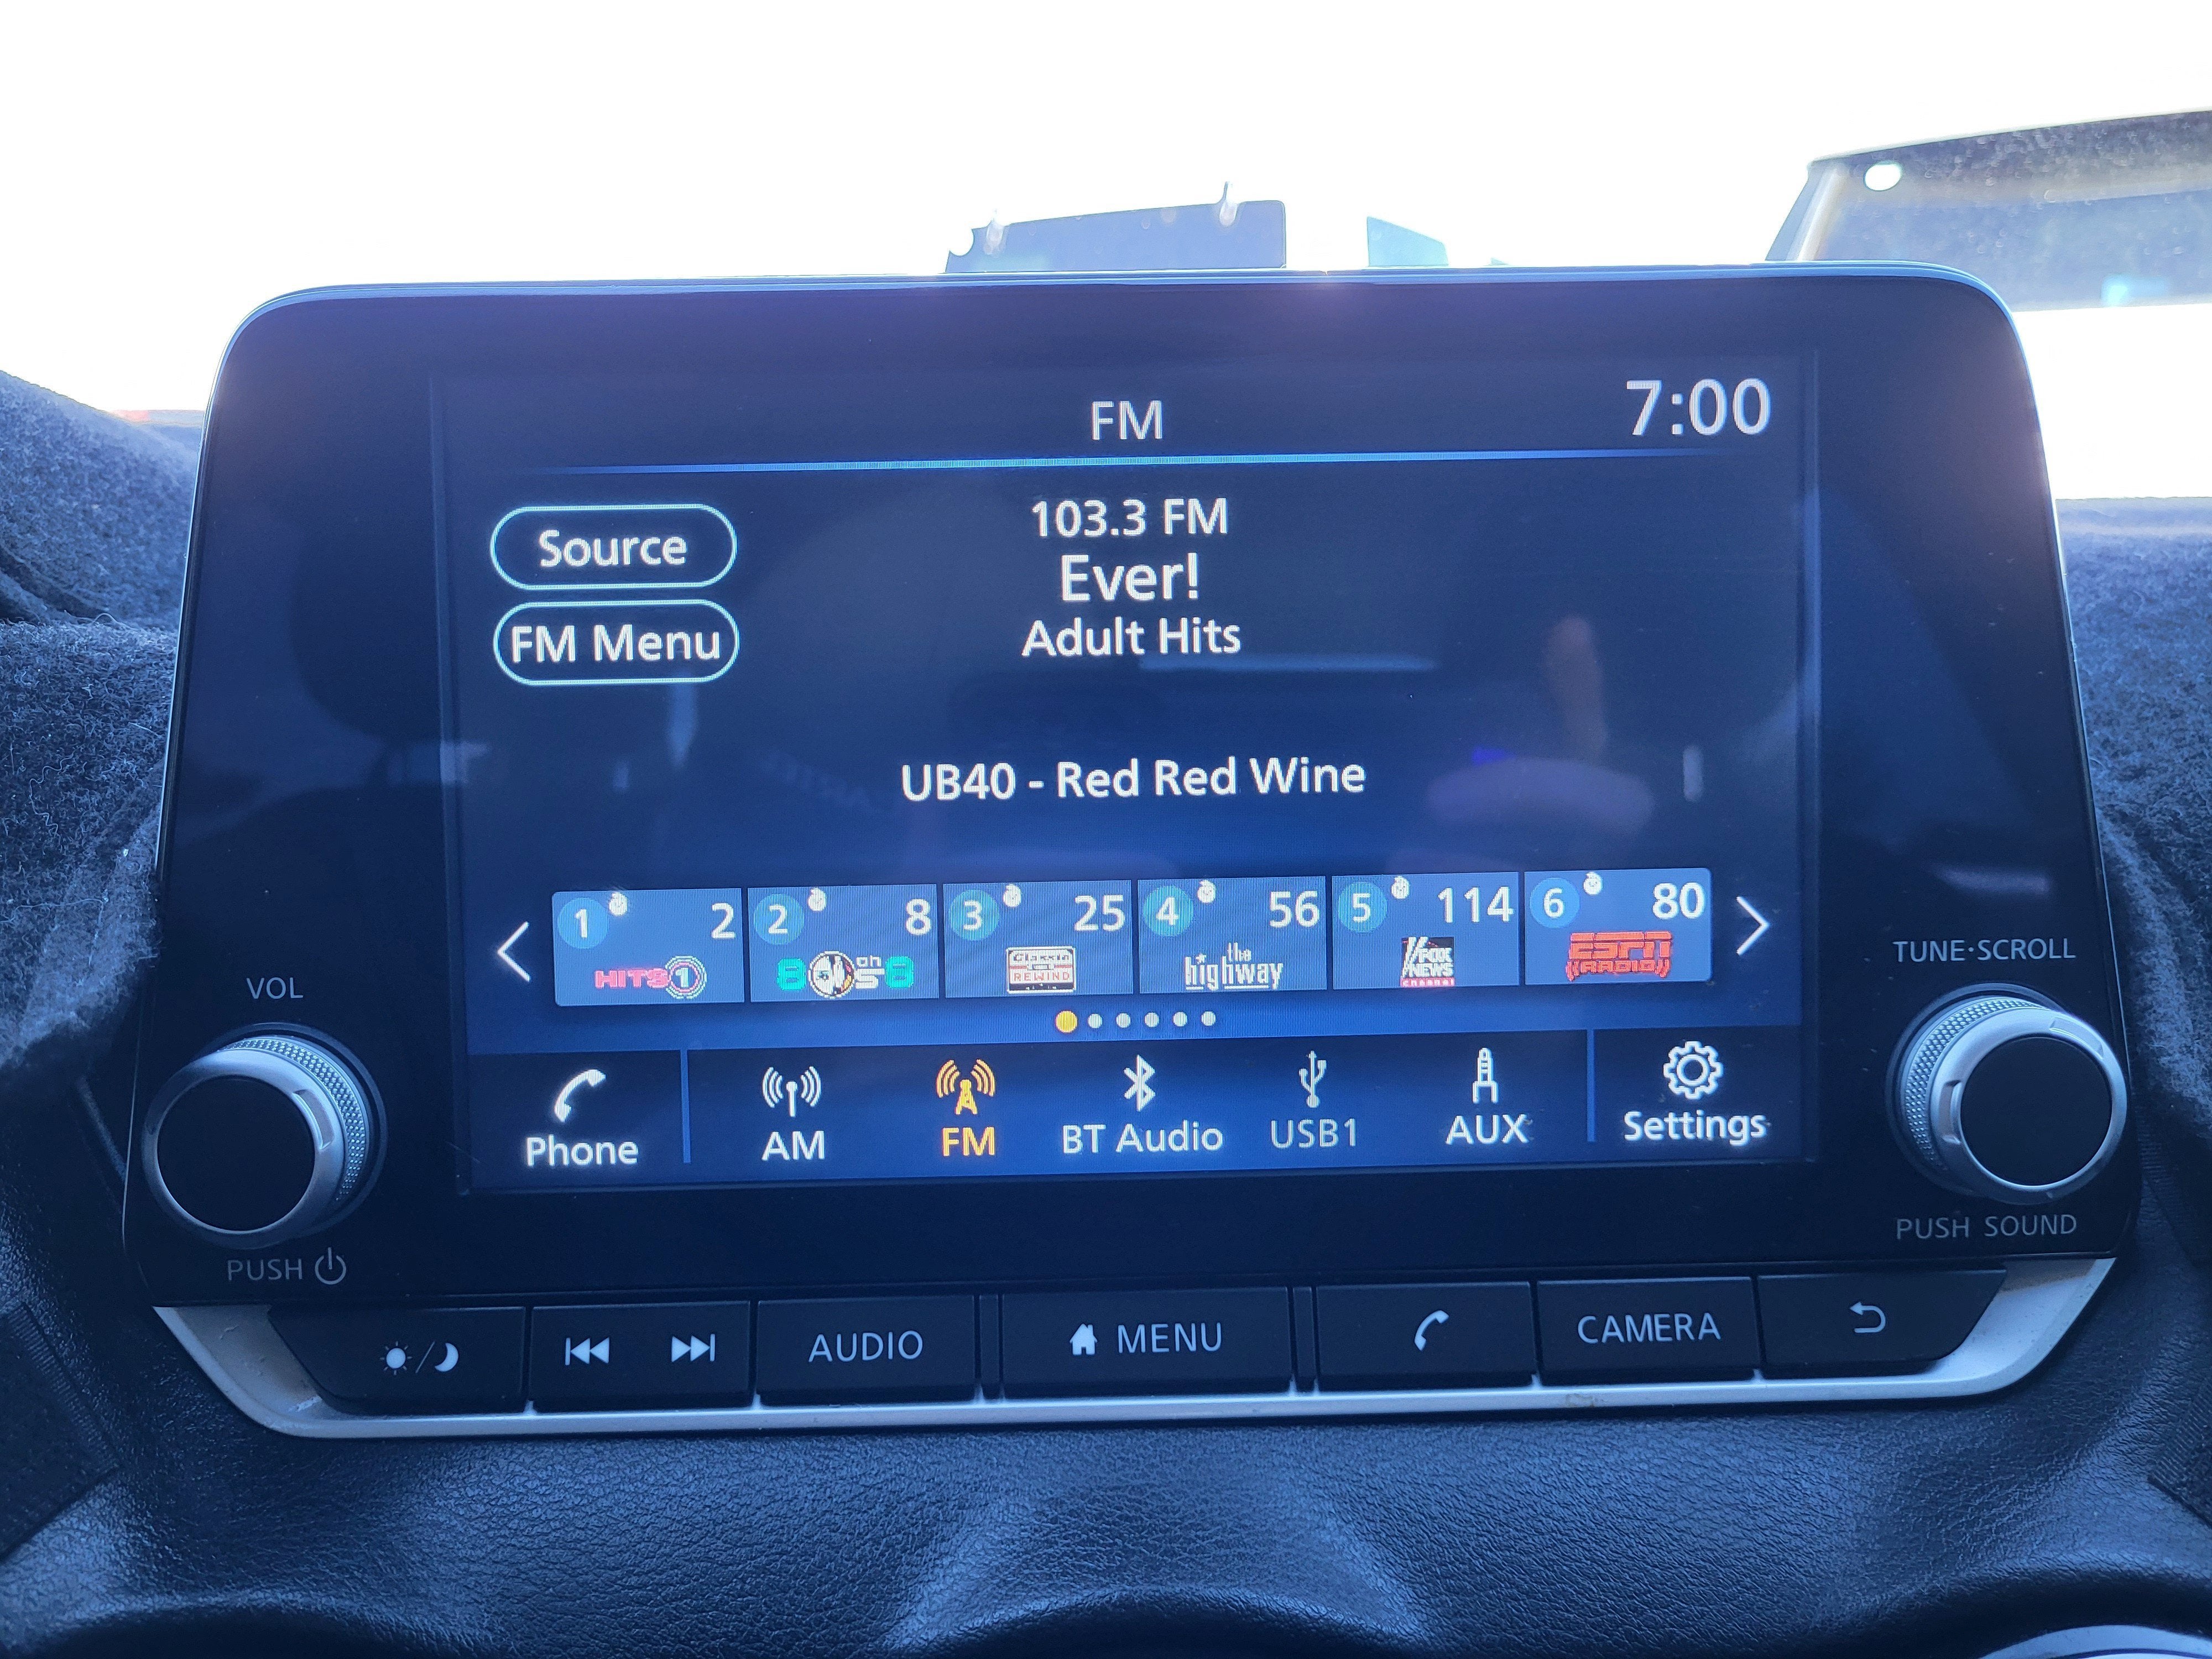 FM
7:00
Source
103.3 FM
Ever!
FM Menu
Adult Hits
UB40 - Red Red Wine
1 2
HITS 1
2 8
80s on 8
3 25
Classic REWIND
4 56
the highway
5 114
FOX NEWS channel
6 80
ESPN RADIO
Phone
AM
FM
BT Audio
USB1
AUX
Settings
VOL
PUSH
TUNE·SCROLL
PUSH SOUND
AUDIO
MENU
CAMERA